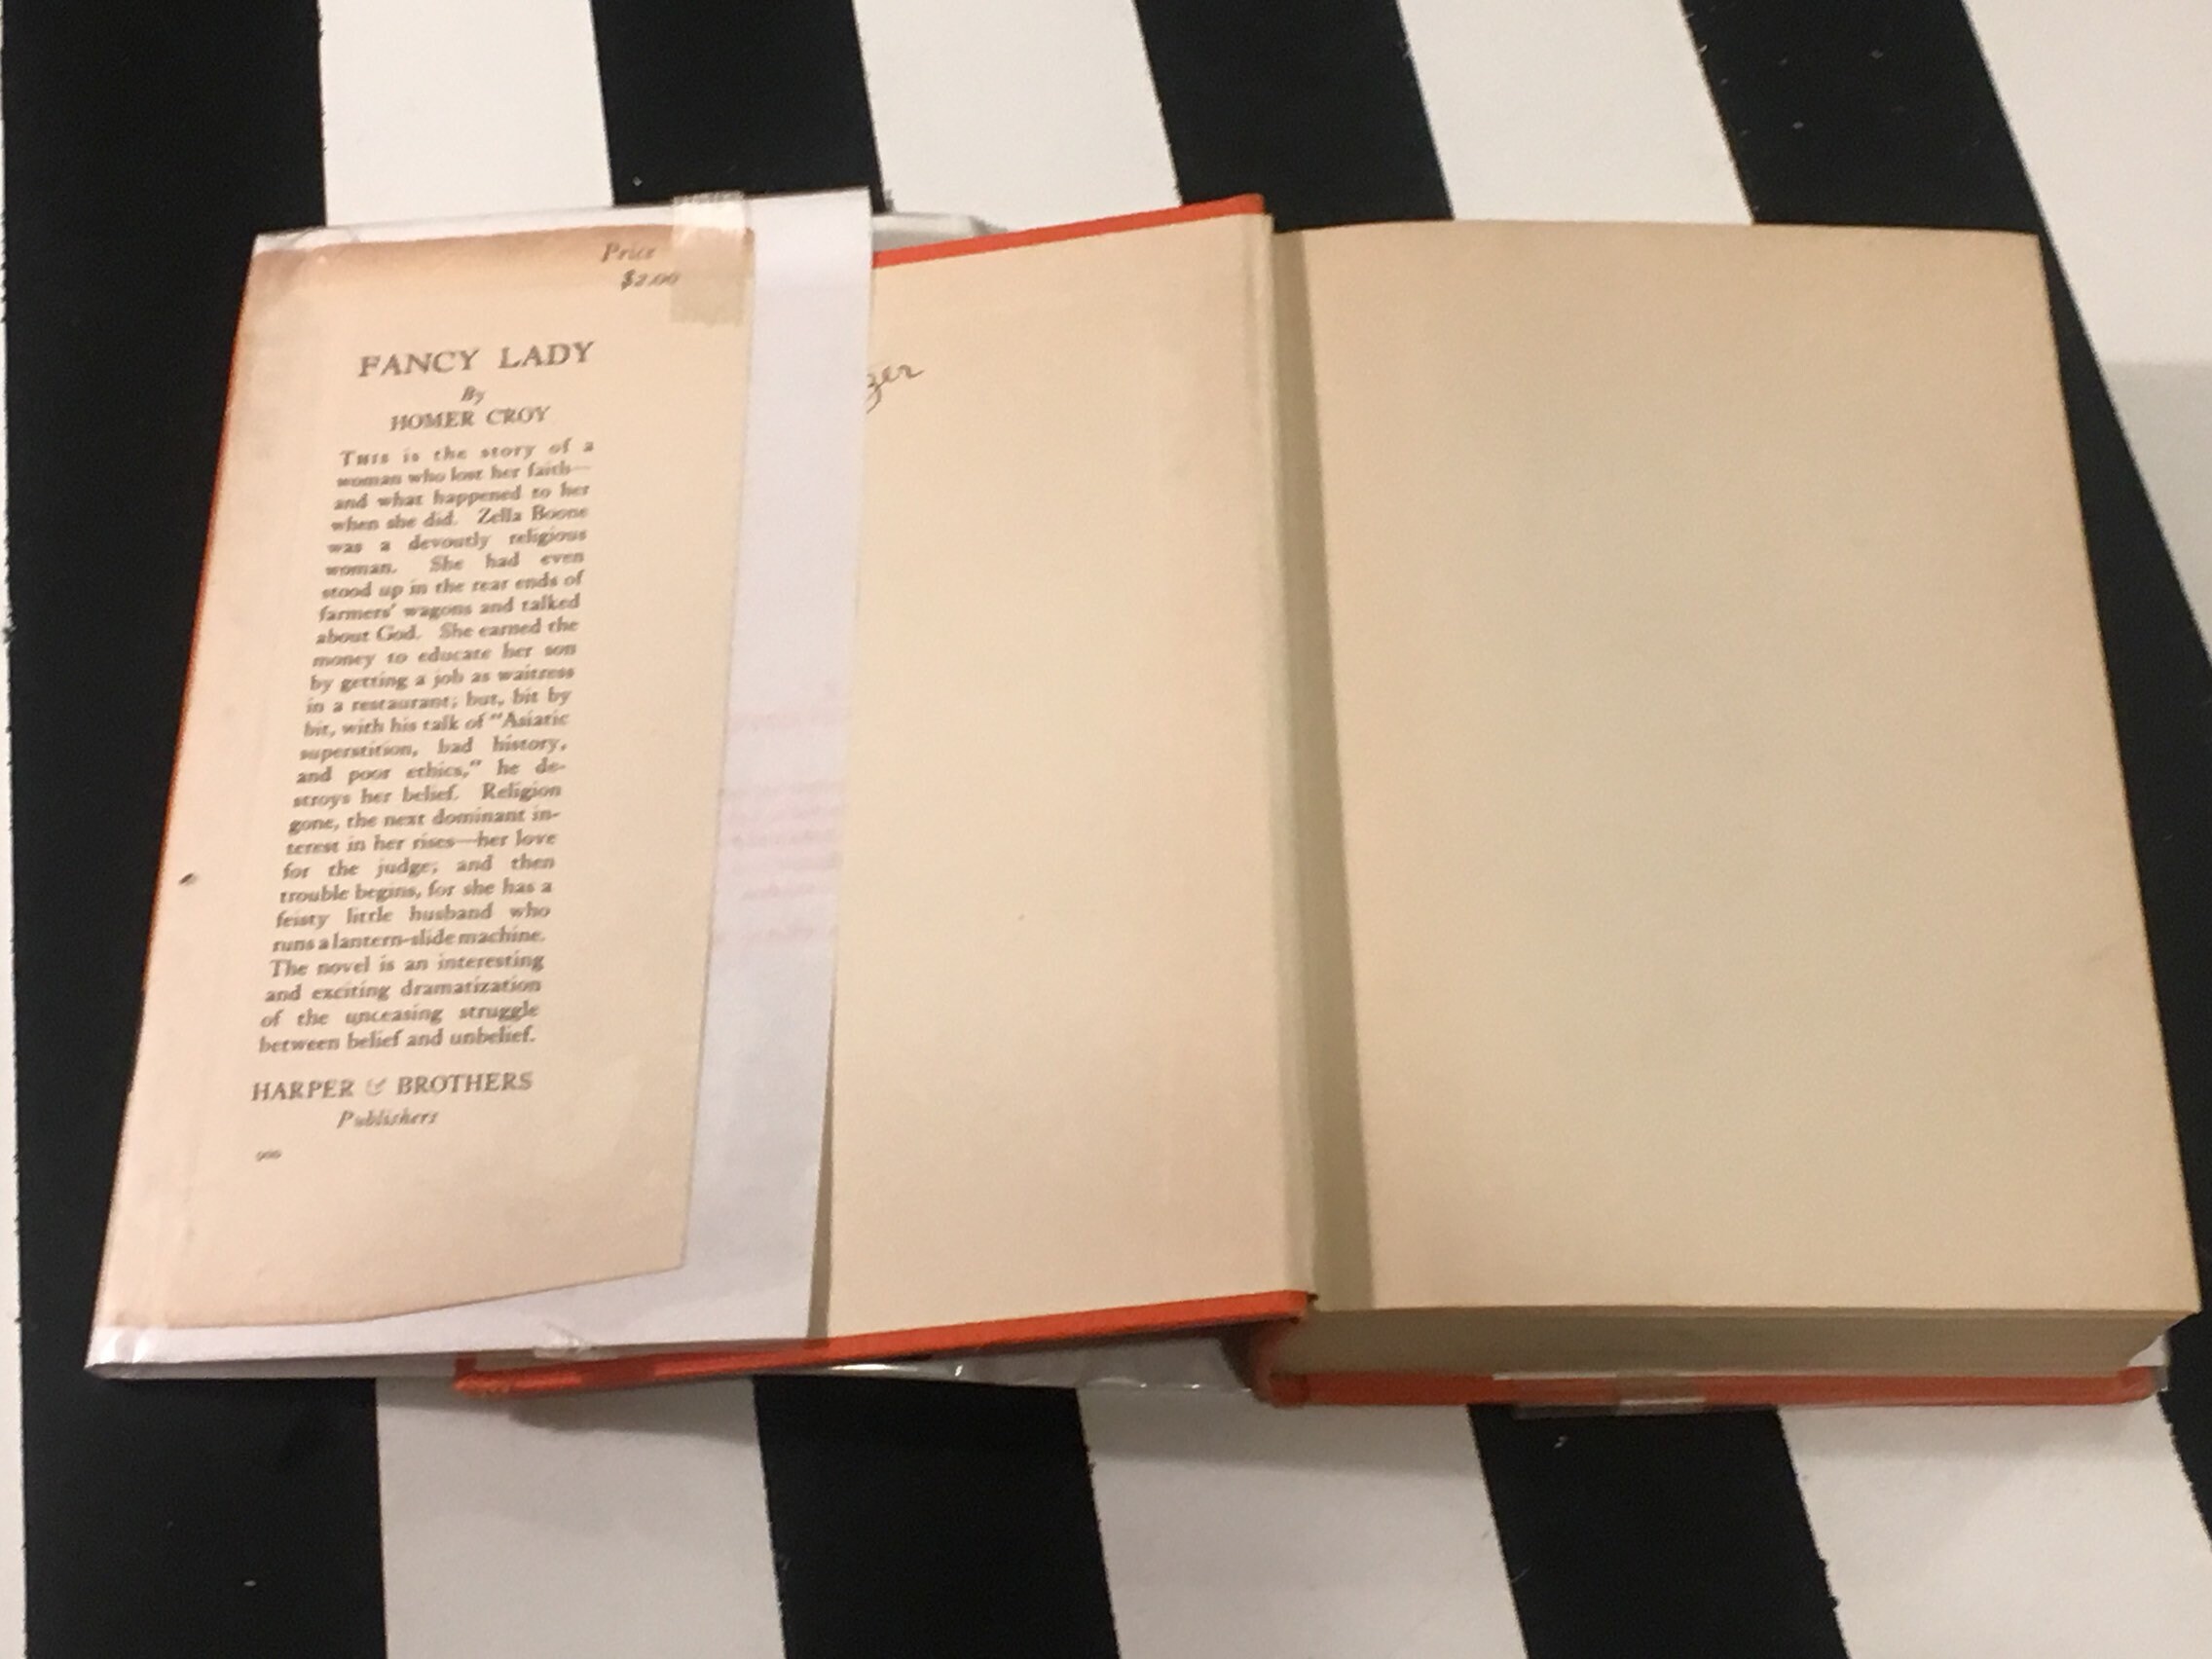 Price
$2.00
FANCY LADY
By
HOMER CROY
THIS is the story of a
woman who lost her faith—
and what happened to her
when she did. Zella Boone
was a devoutly religious
woman. She had even
stood up in the rear ends of
farmers' wagons and talked
about God. She earned the
money to educate her son
by getting a job as waitress
in a restaurant; but, bit by
bit, with his talk of "Asiatic
superstition, bad history,
and poor ethics," he de-
stroys her belief. Religion
gone, the next dominant in-
terest in her rises—her love
for the judge; and then
trouble begins, for she has a
feisty little husband who
runs a lantern-slide machine.
The novel is an interesting
and exciting dramatization
of the unceasing struggle
between belief and unbelief.
HARPER & BROTHERS
Publishers
zer